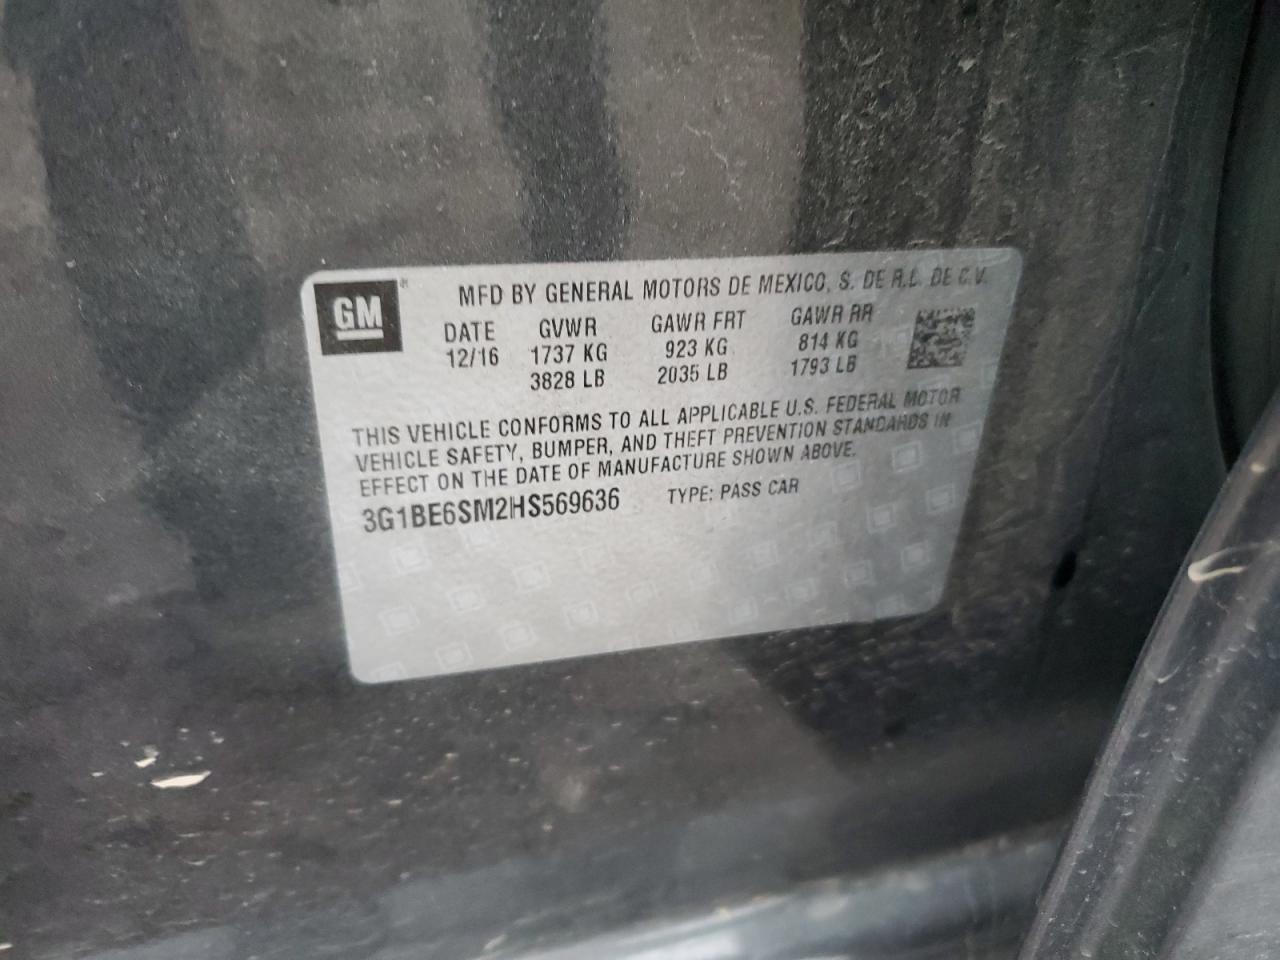 GM
MFD BY GENERAL MOTORS DE MEXICO, S. DE R.L. DE C.V.
DATE GVWR GAWR FRT GAWR RR
12/16 1737 KG 923 KG 814 KG
3828 LB 2035 LB 1793 LB
THIS VEHICLE CONFORMS TO ALL APPLICABLE U.S. FEDERAL MOTOR
VEHICLE SAFETY, BUMPER, AND THEFT PREVENTION STANDARDS IN
EFFECT ON THE DATE OF MANUFACTURE SHOWN ABOVE.
3G1BE6SM2HS569636 TYPE: PASS CAR